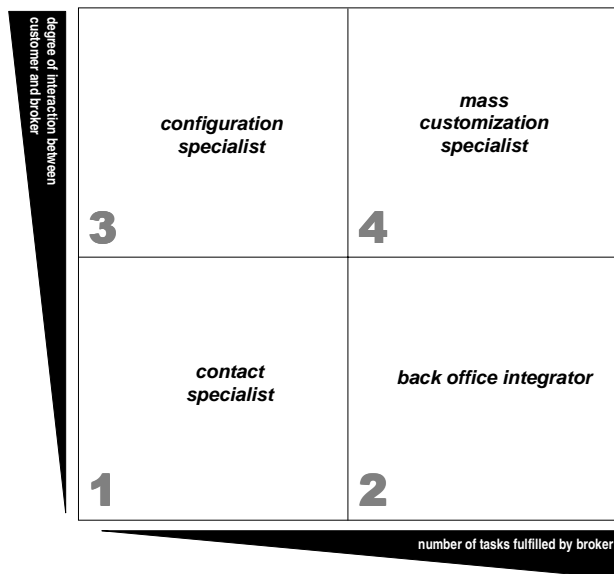 degree of interaction between
customer and broker
configuration
specialist
3
mass
customization
specialist
4
contact
specialist
1
back office integrator
2
number of tasks fulfilled by broker